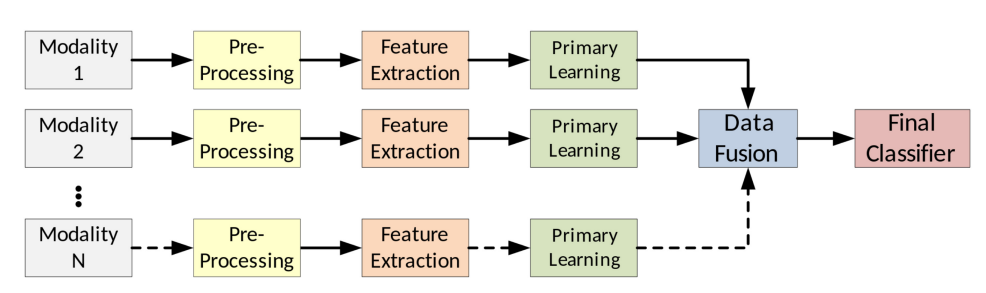 Modality
1
Pre-
Processing
Feature
Extraction
Primary
Learning
Modality
2
Pre-
Processing
Feature
Extraction
Primary
Learning
Data
Fusion
Final
Classifier
Modality
N
Pre-
Processing
Feature
Extraction
Primary
Learning